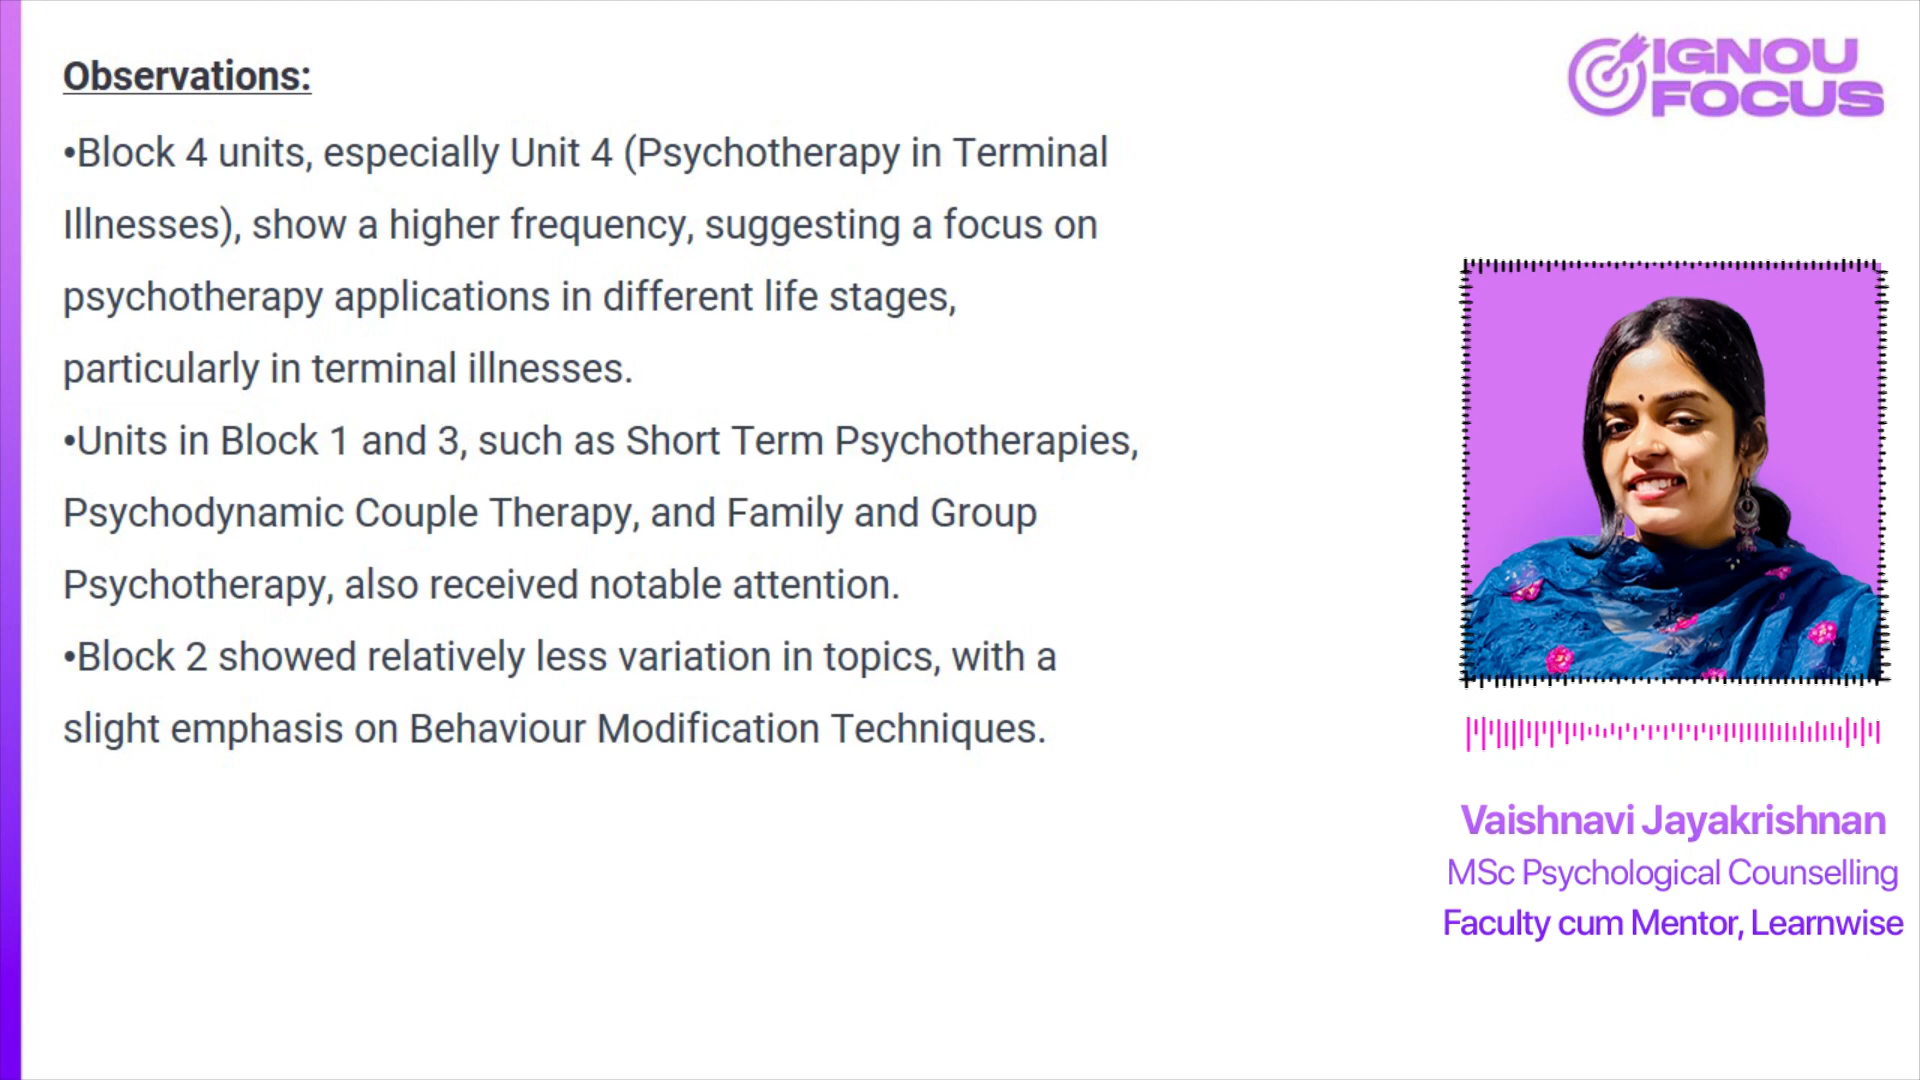 Observations:
•Block 4 units, especially Unit 4 (Psychotherapy in Terminal
Illnesses), show a higher frequency, suggesting a focus on
psychotherapy applications in different life stages,
particularly in terminal illnesses.
•Units in Block 1 and 3, such as Short Term Psychotherapies,
Psychodynamic Couple Therapy, and Family and Group
Psychotherapy, also received notable attention.
•Block 2 showed relatively less variation in topics, with a
slight emphasis on Behaviour Modification Techniques.
IGNOU
FOCUS
Vaishnavi Jayakrishnan
MSc Psychological Counselling
Faculty cum Mentor, Learnwise